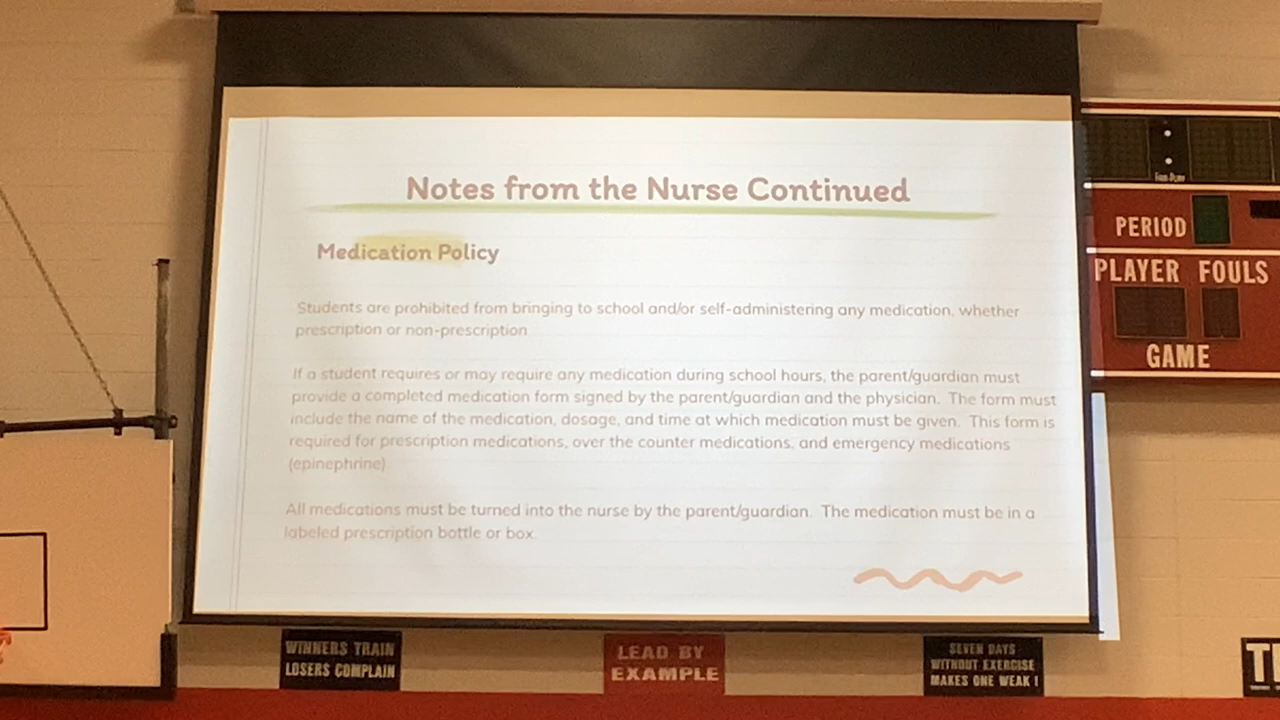 Notes from the Nurse Continued
Medication Policy
Students are prohibited from bringing to school and/or self-administering any medication, whether
prescription or non-prescription
If a student requires or may require any medication during school hours, the parent/guardian must
provide a completed medication form signed by the parent/guardian and the physician. The form must
include the name of the medication, dosage, and time at which medication must be given. This form is
required for prescription medications, over the counter medications, and emergency medications
(epinephrine)
All medications must be turned into the nurse by the parent/guardian. The medication must be in a
labeled prescription bottle or box.
PERIOD
PLAYER FOULS
GAME
WINNERS TRAIN
LOSERS COMPLAIN
LEAD BY
EXAMPLE
SEVEN DAYS
WITHOUT EXERCISE
MAKES ONE WEAK !